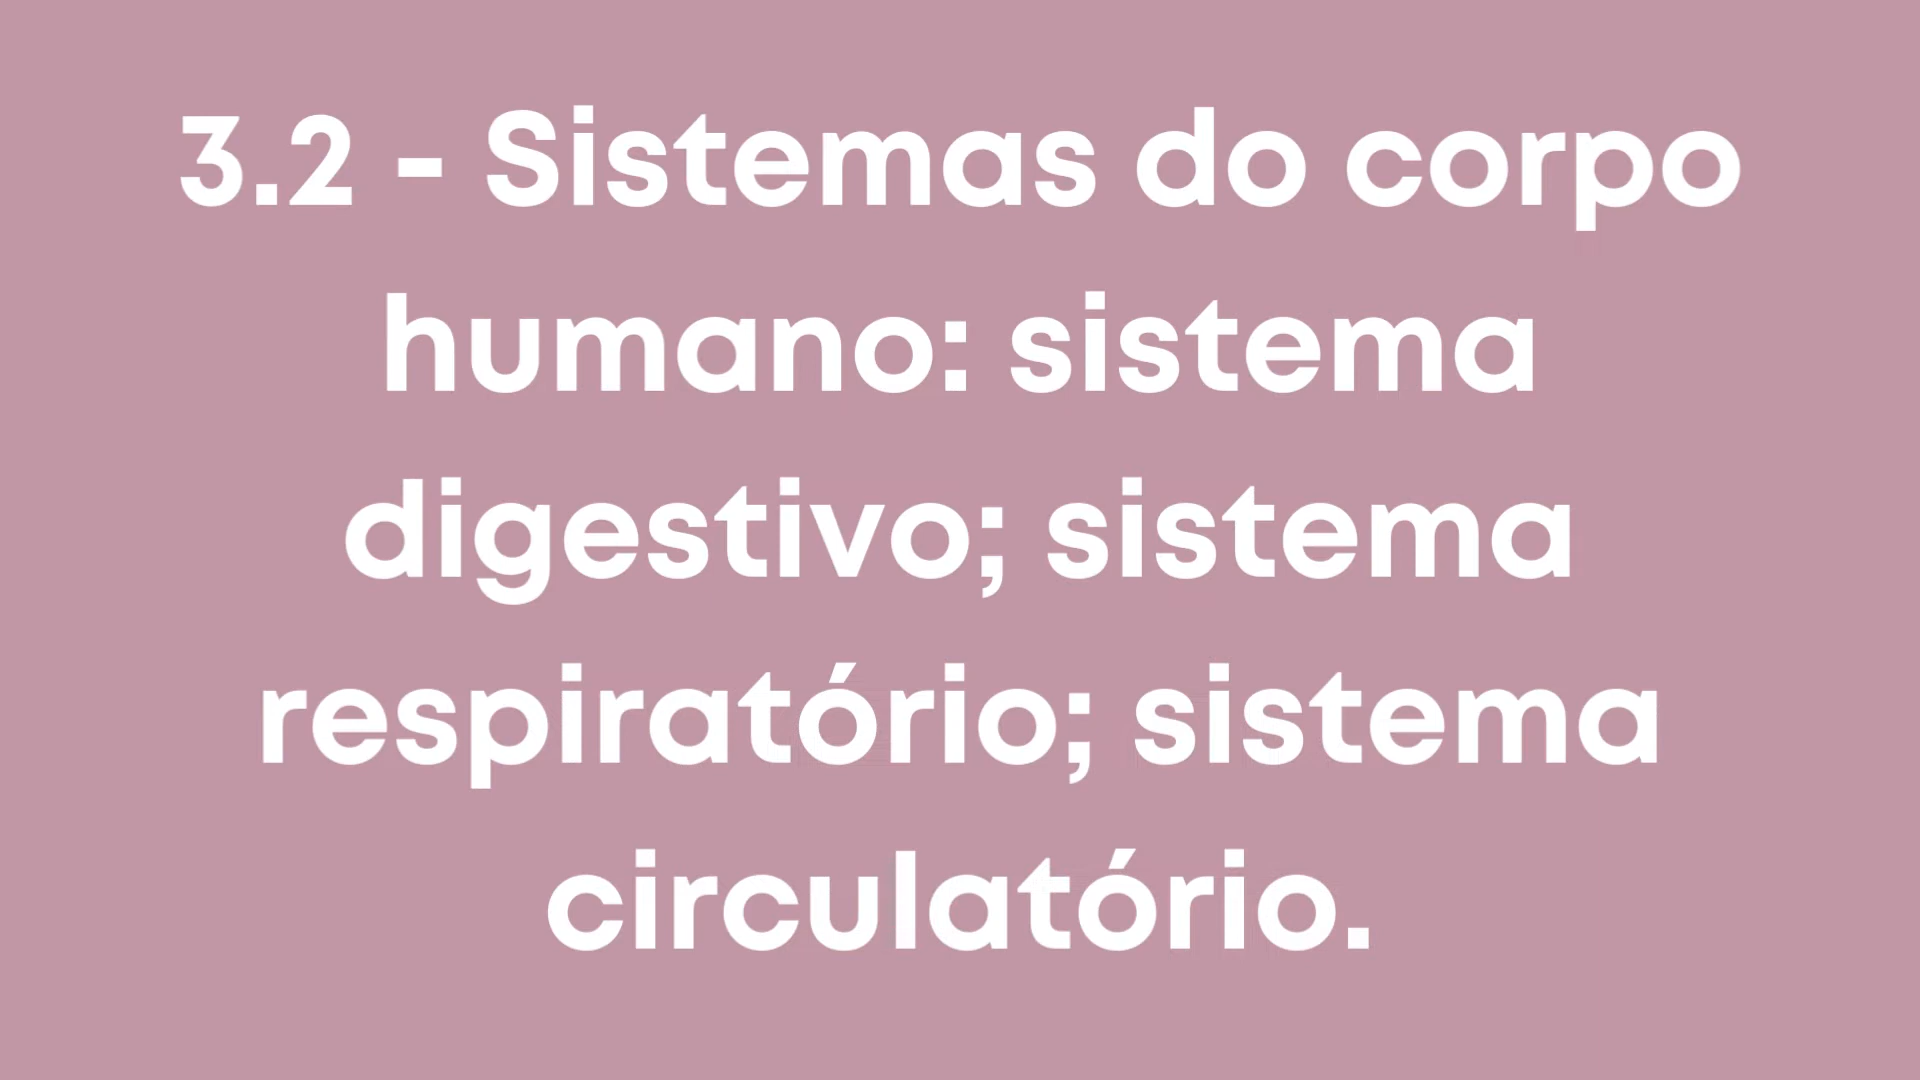 3.2 - Sistemas do corpo
humano: sistema
digestivo; sistema
respiratório; sistema
circulatório.